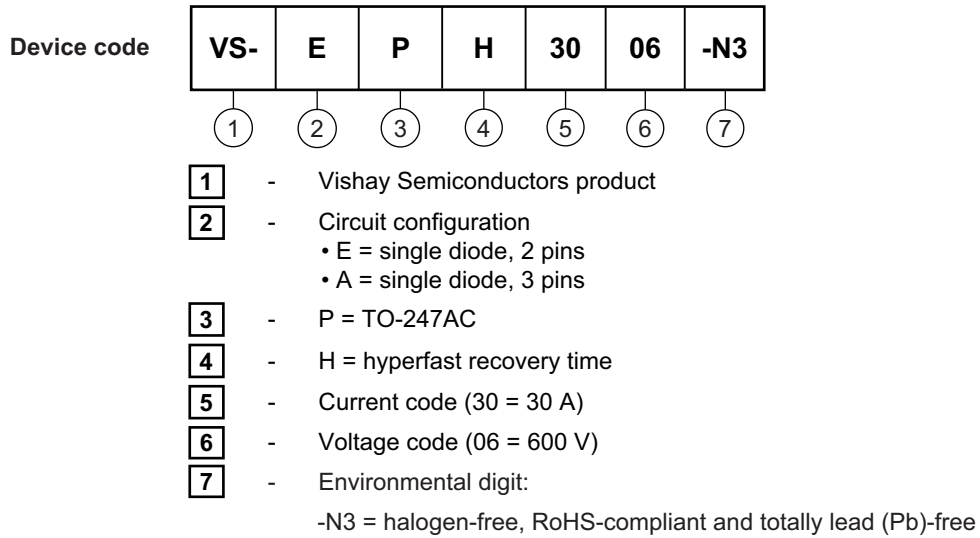 Device code VS- E P H 30 06 -N3
1 2 3 4 5 6 7
1 - Vishay Semiconductors product
2 - Circuit configuration
• E = single diode, 2 pins
• A = single diode, 3 pins
3 - P = TO-247AC
4 - H = hyperfast recovery time
5 - Current code (30 = 30 A)
6 - Voltage code (06 = 600 V)
7 - Environmental digit:
-N3 = halogen-free, RoHS-compliant and totally lead (Pb)-free